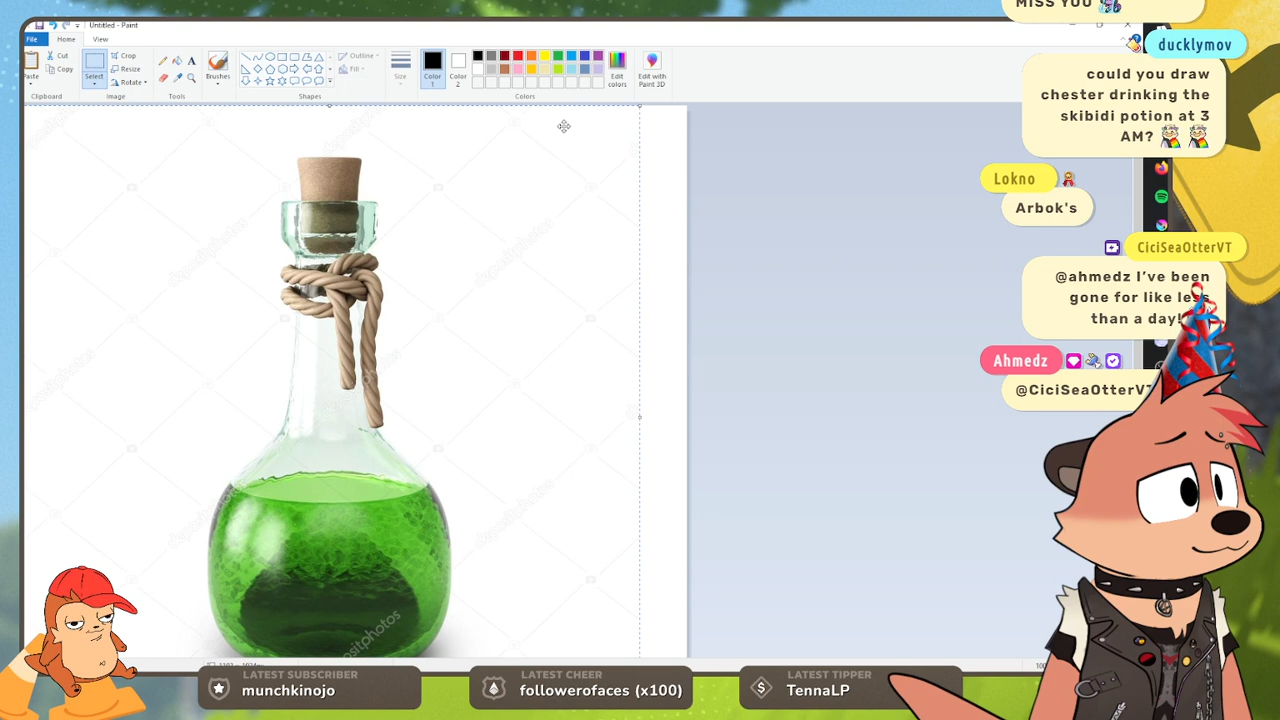 Untitled - Paint
File
Home
View
Paste
Cut
Copy
Clipboard
Select
Crop
Resize
Rotate
Image
Tools
Brushes
Shapes
Outline
Fill
Size
Color 1
Color 2
Edit colors
Colors
Edit with Paint 3D
MISS YOU
ducklymov
could you draw
chester drinking the
skibidi potion at 3
AM?
Lokno
Arbok's
CiciSeaOtterVT
@ahmedz I've been
gone for like less
than a day!
Ahmedz
@CiciSeaOtterVT
depositphotos
LATEST SUBSCRIBER
munchkinojo
LATEST CHEER
followerofaces (x100)
LATEST TIPPER
TennaLP